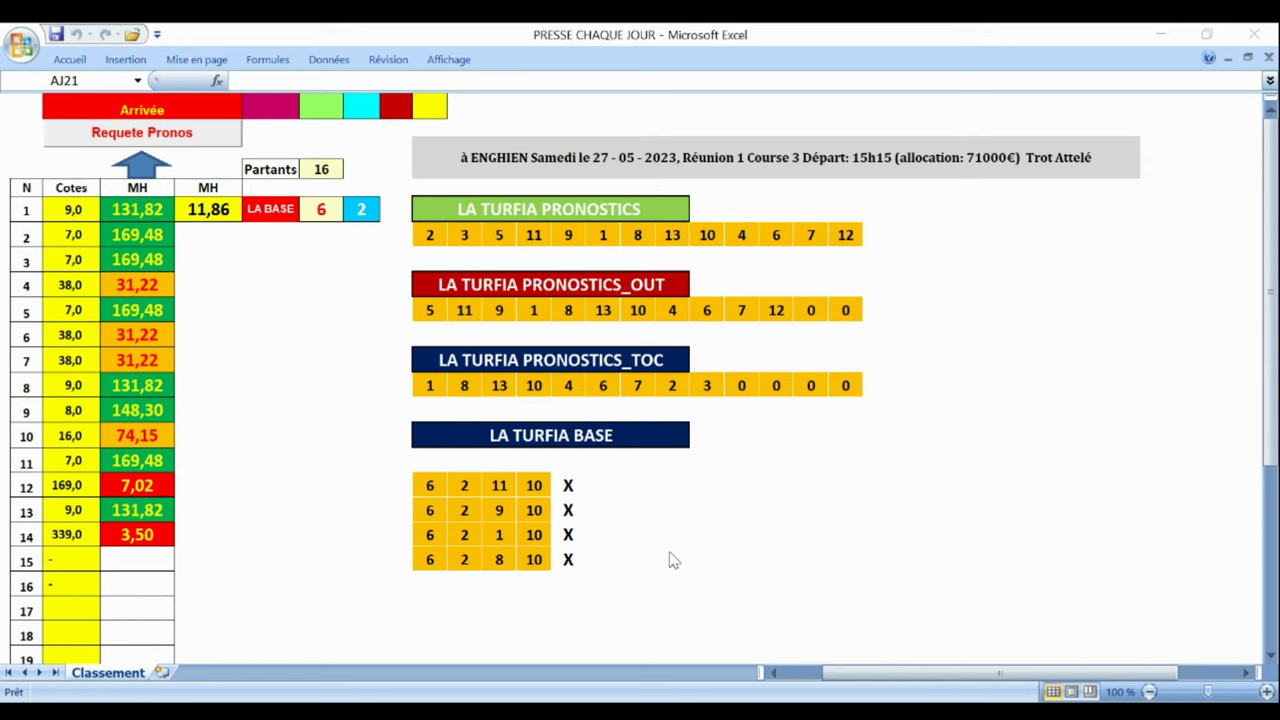 PRESSE CHAQUE JOUR - Microsoft Excel
Accueil Insertion Mise en page Formules Données Révision Affichage
AJ21 fx
Arrivée
Requete Pronos
à ENGHIEN Samedi le 27 - 05 - 2023, Réunion 1 Course 3 Départ: 15h15 (allocation: 71000€) Trot Attelé
Partants 16
N Cotes MH MH
1 9,0 131,82 11,86 LA BASE 6 2 LA TURFIA PRONOSTICS
2 7,0 169,48 2 3 5 11 9 1 8 13 10 4 6 7 12
3 7,0 169,48
4 38,0 31,22 LA TURFIA PRONOSTICS_OUT
5 7,0 169,48 5 11 9 1 8 13 10 4 6 7 12 0 0
6 38,0 31,22
7 38,0 31,22 LA TURFIA PRONOSTICS_TOC
8 9,0 131,82 1 8 13 10 4 6 7 2 3 0 0 0 0
9 8,0 148,30
10 16,0 74,15 LA TURFIA BASE
11 7,0 169,48
12 169,0 7,02 6 2 11 10 X
13 9,0 131,82 6 2 9 10 X
14 339,0 3,50 6 2 1 10 X
15 - 6 2 8 10 X
16 -
17
18
19
Classement
Prêt 100 %